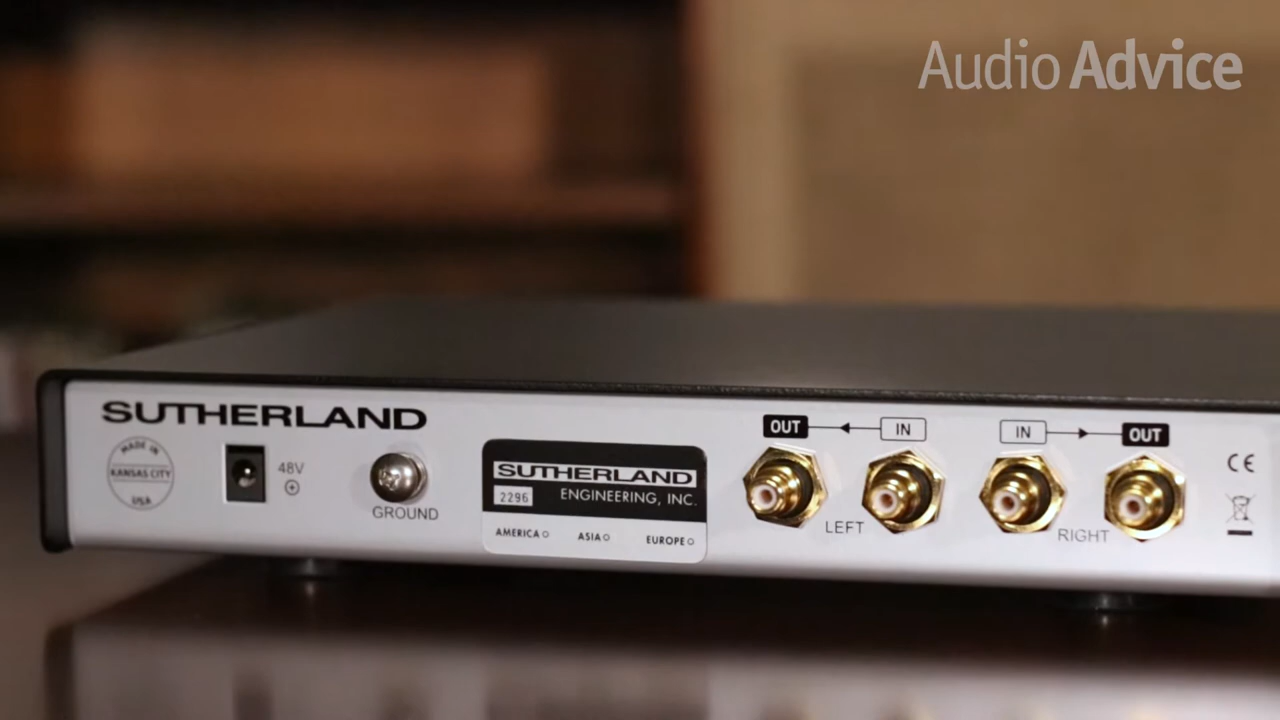 Audio Advice
SUTHERLAND
MADE IN
KANSAS CITY
USA
48V
GROUND
SUTHERLAND
2296
ENGINEERING, INC.
AMERICA
ASIA
EUROPE
OUT
IN
LEFT
IN
OUT
RIGHT
CE